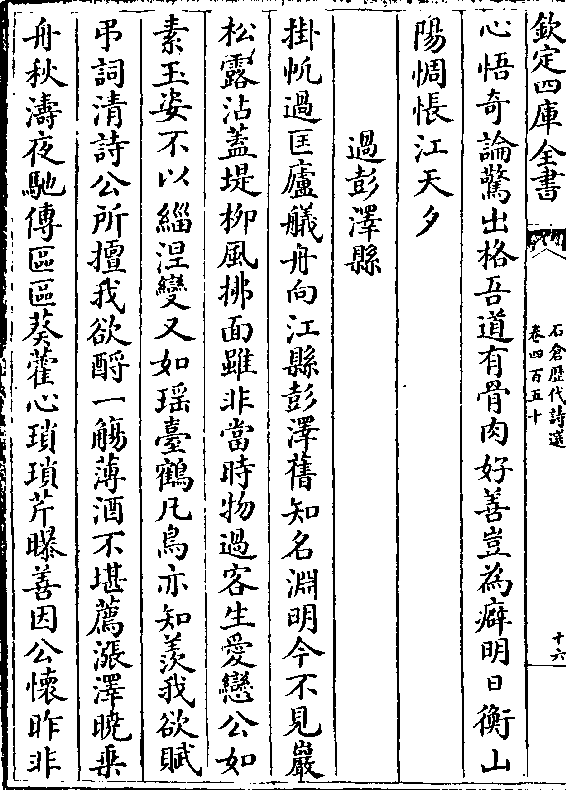 欽定四庫全書
石倉歷代詩選
卷四百五十
十六
心悟奇論驚出格吾道有骨肉好善豈為癖明日衡山
陽惆悵江天夕
過彭澤縣
掛帆過匡廬艤舟向江縣彭澤舊知名淵明今不見巖
松露沾蓋堤柳風拂面雖非當時物過客生愛戀公如
素玉姿不以緇涅變又如瑶臺鶴凡鳥亦知羨我欲賦
弔詞清詩公所擅我欲酹一觴薄酒不堪薦漲澤曉乗
舟秋濤夜馳傳區區葵藿心瑣瑣芹曝善因公懷昨非